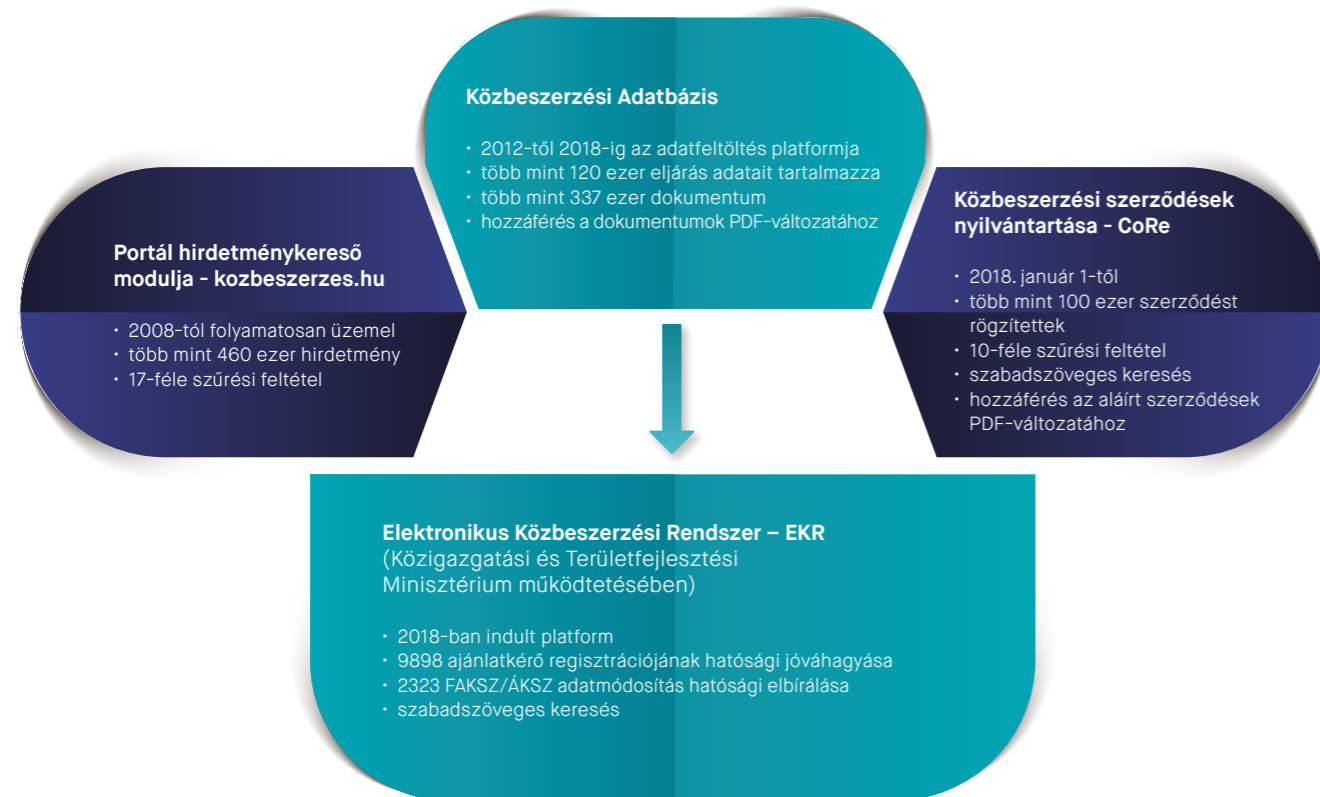 Közbeszerzési Adatbázis
• 2012-től 2018-ig az adatfeltöltés platformja
• több mint 120 ezer eljárás adatait tartalmazza
• több mint 337 ezer dokumentum
• hozzáférés a dokumentumok PDF-változatához
Portál hirdetménykereső
modulja - kozbeszerzes.hu
• 2008-tól folyamatosan üzemel
• több mint 460 ezer hirdetmény
• 17-féle szűrési feltétel
Közbeszerzési szerződések
nyilvántartása - CoRe
• 2018. január 1-től
• több mint 100 ezer szerződést
rögzítettek
• 10-féle szűrési feltétel
• szabadszöveges keresés
• hozzáférés az aláírt szerződések
PDF-változatához
Elektronikus Közbeszerzési Rendszer – EKR
(Közigazgatási és Területfejlesztési
Minisztérium működtetésében)
• 2018-ban indult platform
• 9898 ajánlatkérő regisztrációjának hatósági jóváhagyása
• 2323 FAKSZ/ÁKSZ adatmódosítás hatósági elbírálása
• szabadszöveges keresés